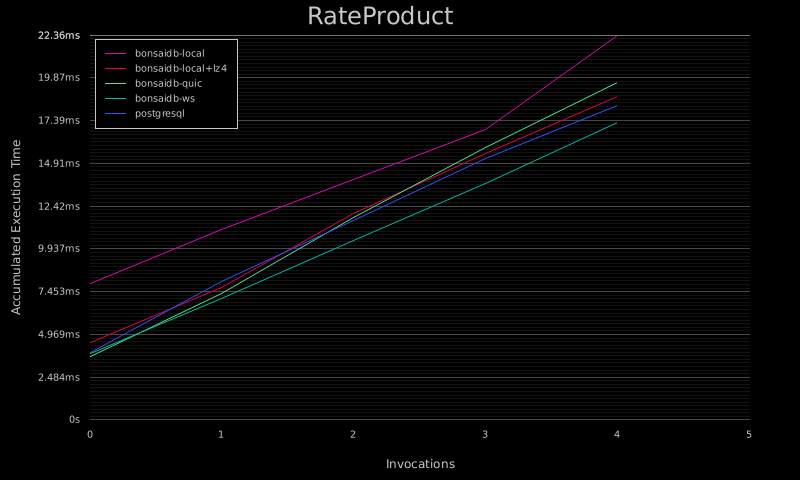 RateProduct
22.36ms
19.87ms
17.39ms
14.91ms
12.42ms
9.937ms
7.453ms
4.969ms
2.484ms
0s
bonsaidb-local
bonsaidb-local+lz4
bonsaidb-quic
bonsaidb-ws
postgresql
Accumulated Execution Time
0 1 2 3 4 5
Invocations